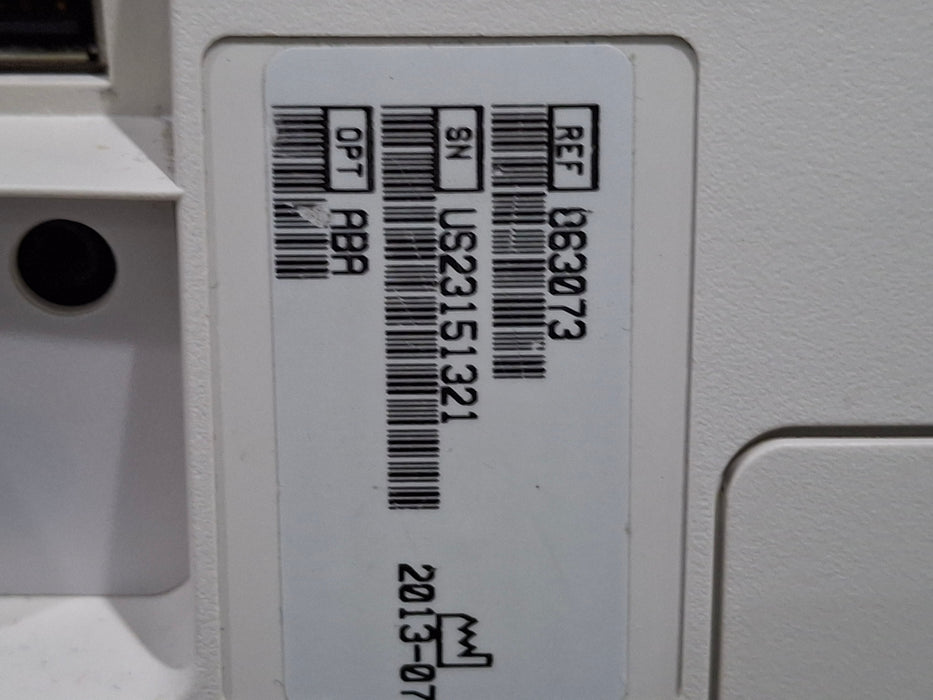 REF 863073
SN US23151321
OPT ABA
2013-07